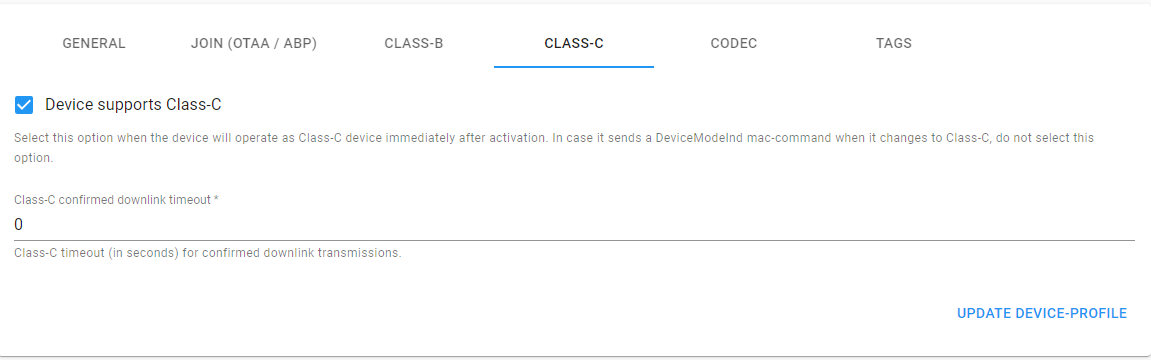 GENERAL JOIN (OTAA / ABP) CLASS-B CLASS-C CODEC TAGS
Device supports Class-C
Select this option when the device will operate as Class-C device immediately after activation. In case it sends a DeviceModeInd mac-command when it changes to Class-C, do not select this
option.
Class-C confirmed downlink timeout *
0
Class-C timeout (in seconds) for confirmed downlink transmissions.
UPDATE DEVICE-PROFILE